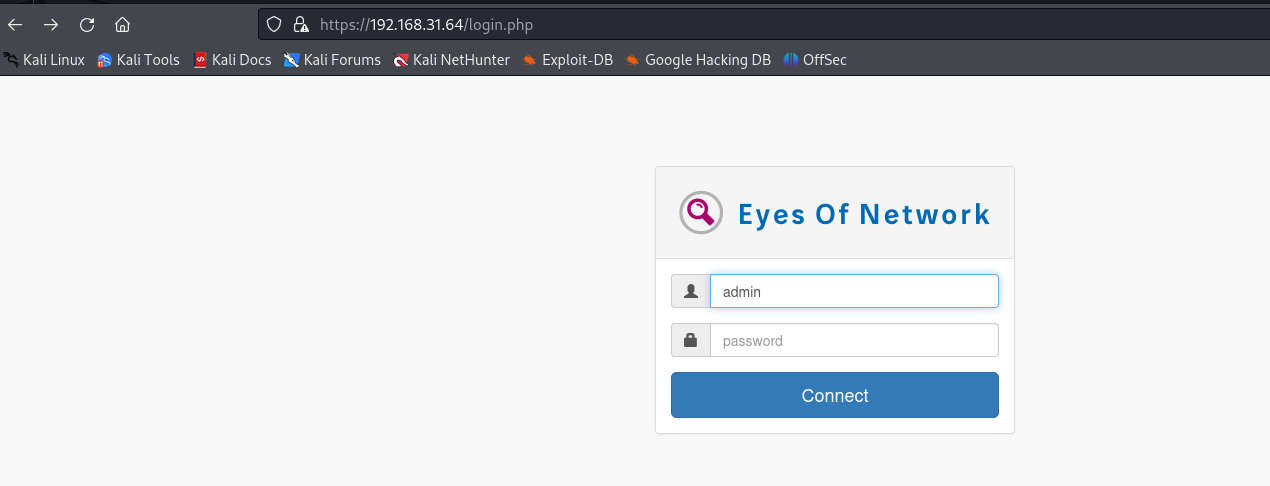 https://192.168.31.64/login.php
Kali Linux Kali Tools Kali Docs Kali Forums Kali NetHunter Exploit-DB Google Hacking DB OffSec
Eyes Of Network
admin
password
Connect